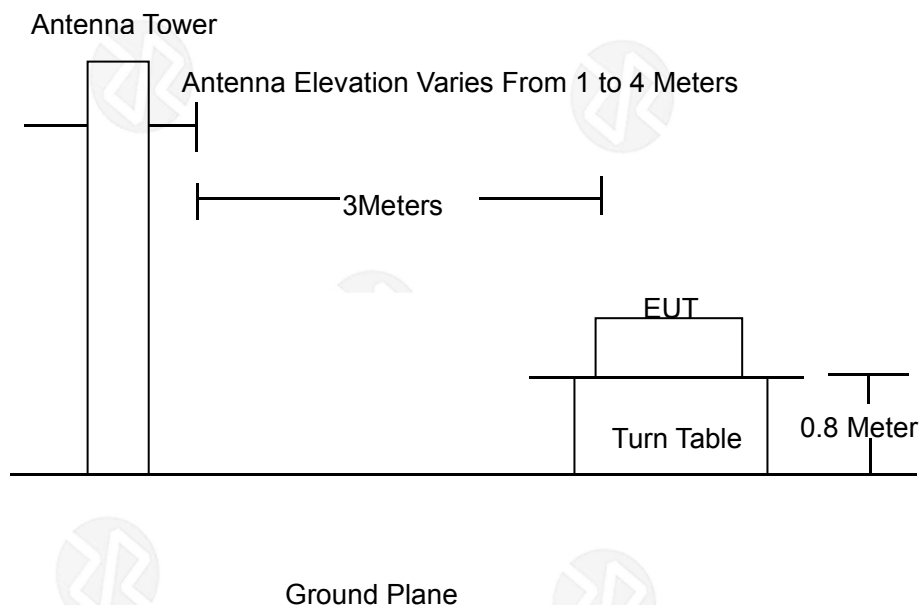 Antenna Tower
Antenna Elevation Varies From 1 to 4 Meters
3Meters
EUT
Turn Table
0.8 Meter
Ground Plane